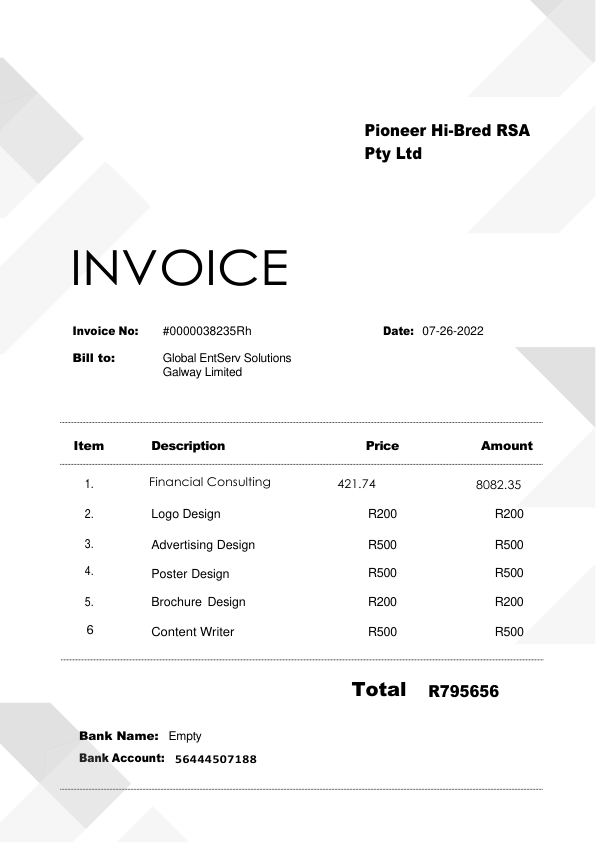 Pioneer Hi-Bred RSA
Pty Ltd
INVOICE
Invoice No: #0000038235Rh Date: 07-26-2022
Bill to: Global EntServ Solutions
Galway Limited
Item Description Price Amount
1. Financial Consulting 421.74 8082.35
2. Logo Design R200 R200
3. Advertising Design R500 R500
4. Poster Design R500 R500
5. Brochure Design R200 R200
6 Content Writer R500 R500
Total R795656
Bank Name: Empty
Bank Account: 56444507188